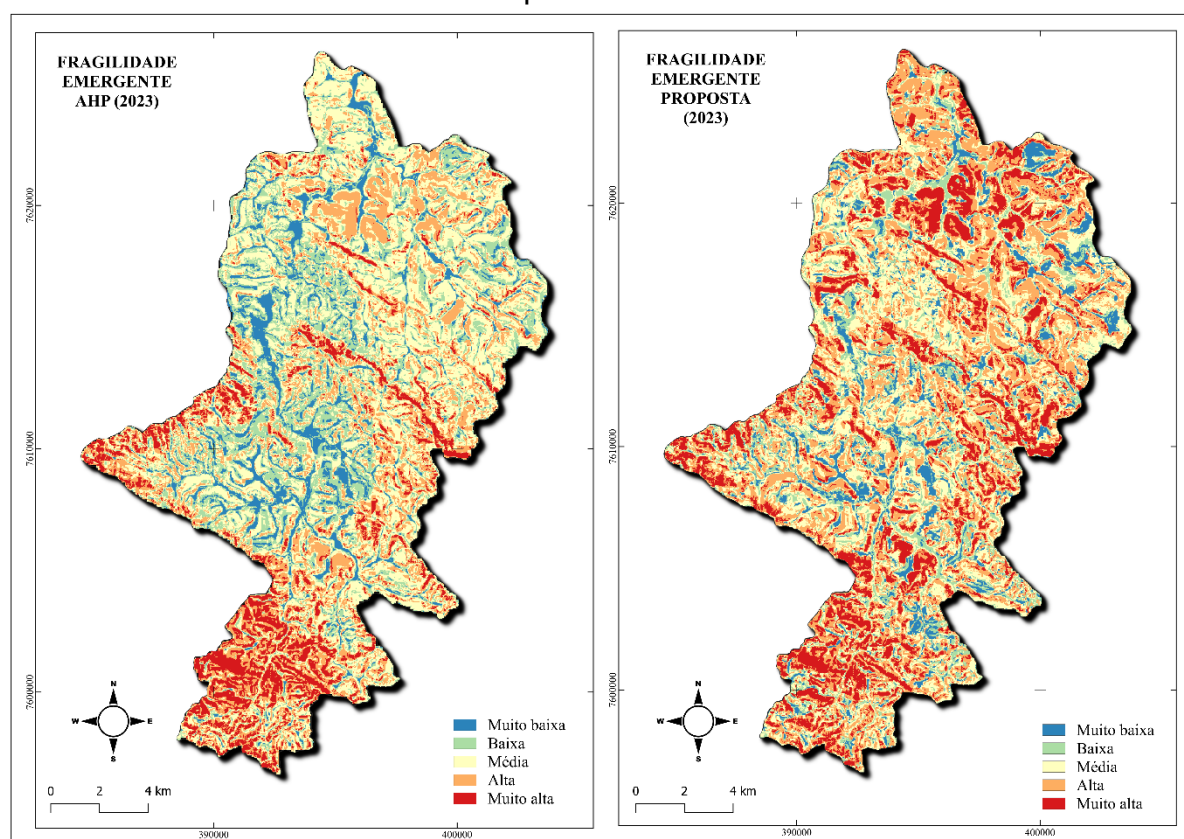 FRAGILIDADE
EMERGENTE
AHP (2023)
7620000
7610000
7600000
N
W
E
S
0 2 4 km
Muito baixa
Baixa
Média
Alta
Muito alta
390000
400000
FRAGILIDADE
EMERGENTE
PROPOSTA
(2023)
7620000
7610000
7600000
N
W
E
S
0 2 4 km
Muito baixa
Baixa
Média
Alta
Muito alta
390000
400000